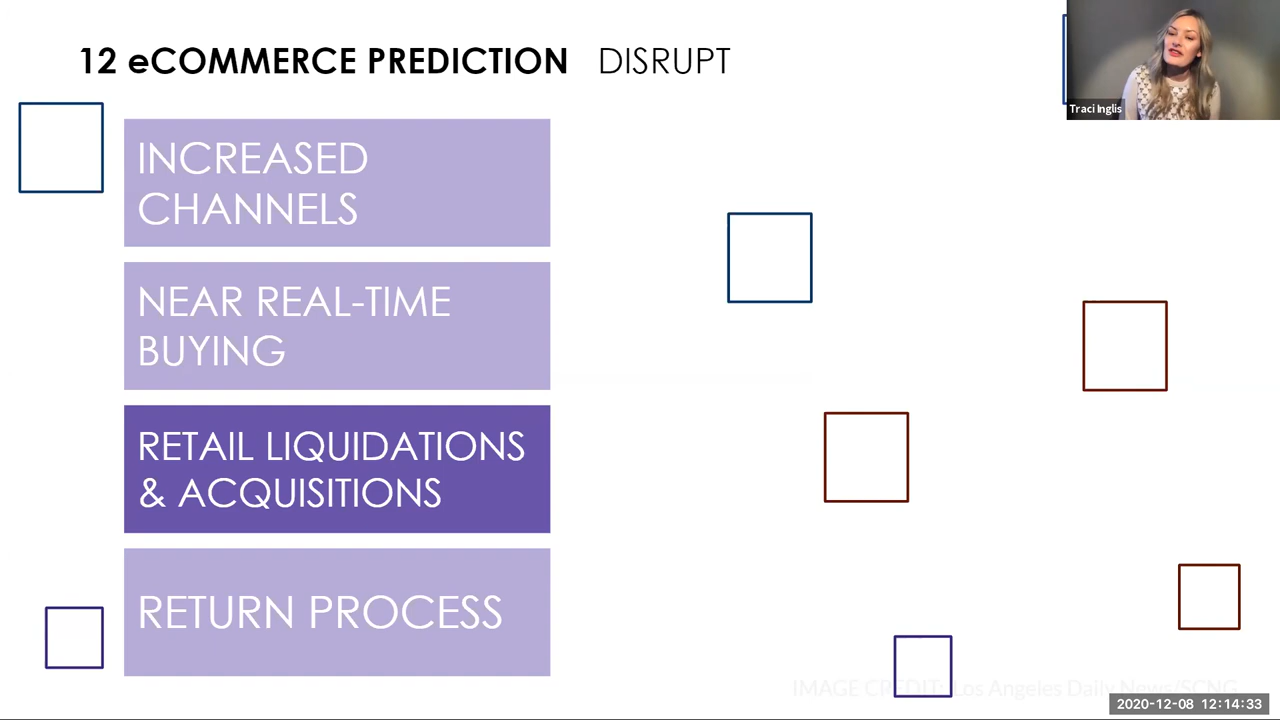 12 eCOMMERCE PREDICTION DISRUPT
Traci Inglis
INCREASED
CHANNELS
NEAR REAL-TIME
BUYING
RETAIL LIQUIDATIONS
& ACQUISITIONS
RETURN PROCESS
IMAGE CREDIT: Los Angeles Daily News/SCNG
2020-12-08 12:14:33